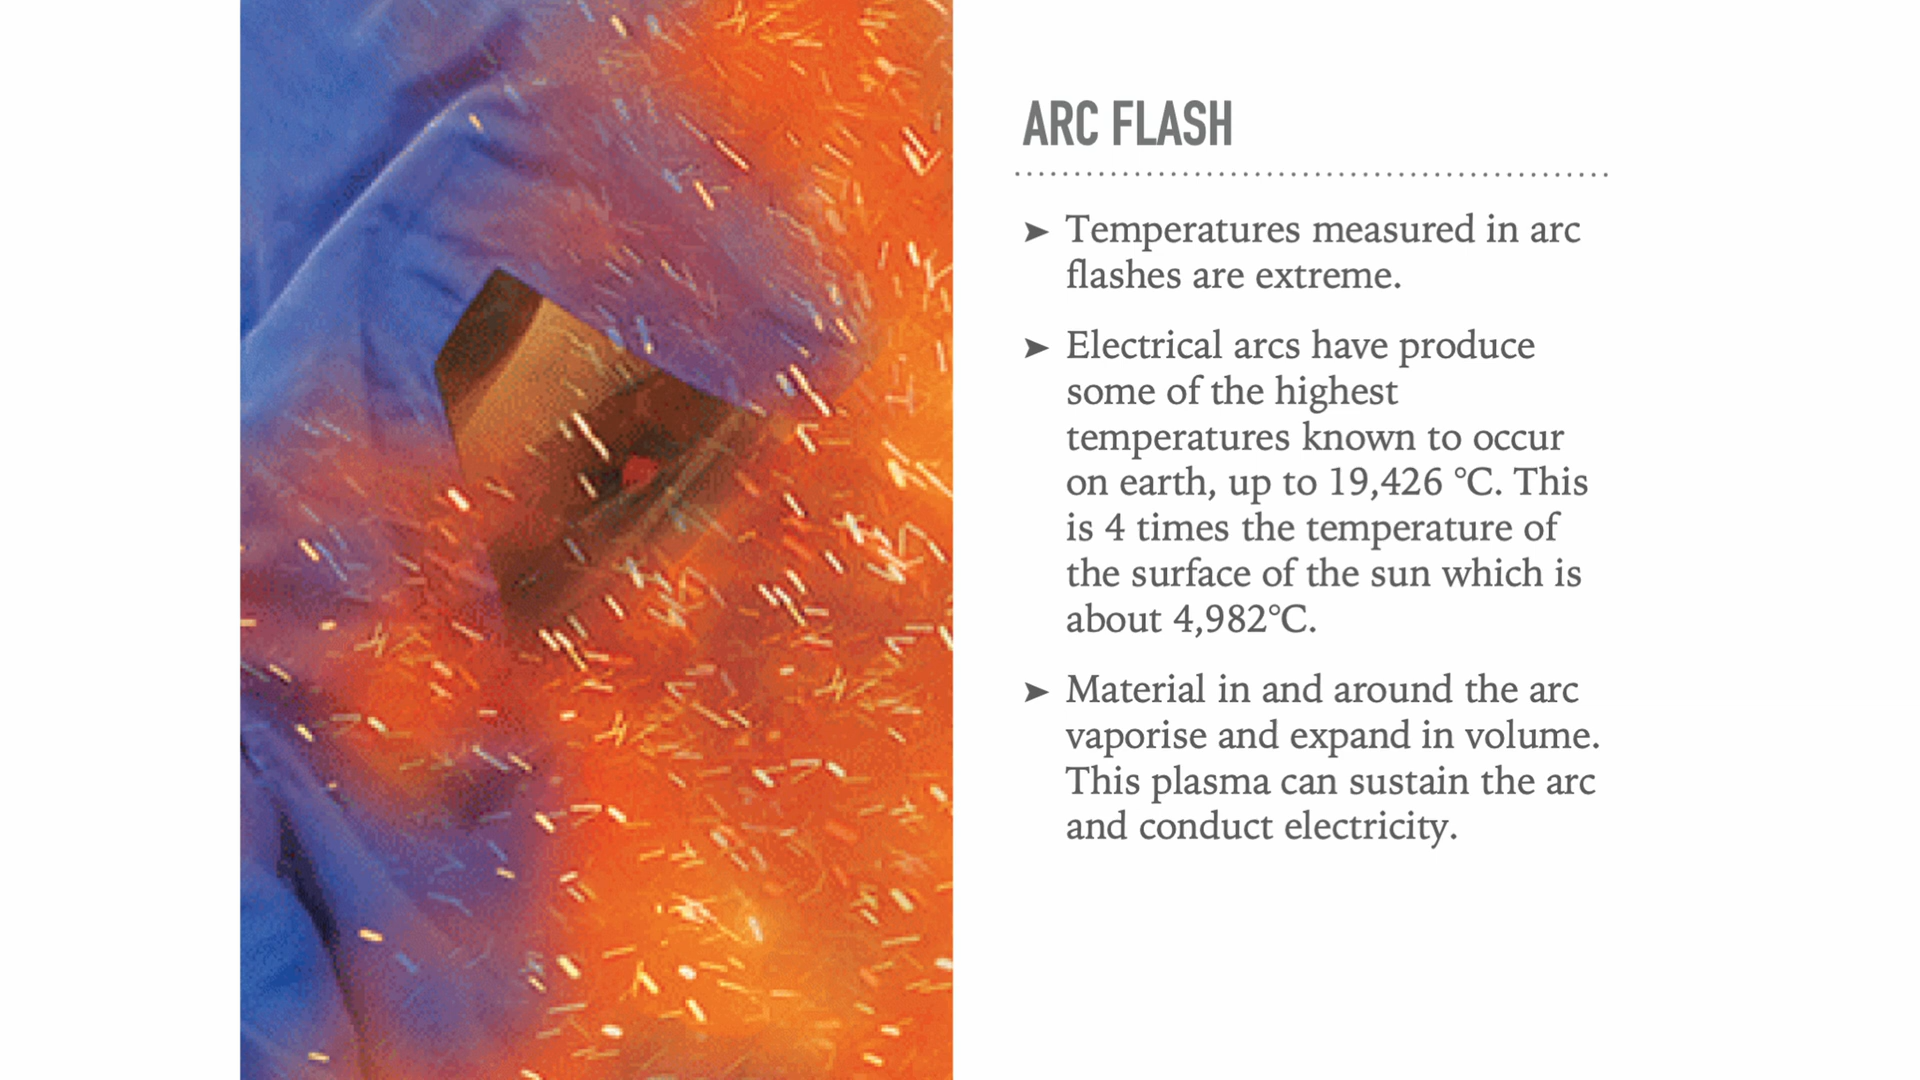 ARC FLASH
➤ Temperatures measured in arc
flashes are extreme.
➤ Electrical arcs have produce
some of the highest
temperatures known to occur
on earth, up to 19,426 °C. This
is 4 times the temperature of
the surface of the sun which is
about 4,982°C.
➤ Material in and around the arc
vaporise and expand in volume.
This plasma can sustain the arc
and conduct electricity.